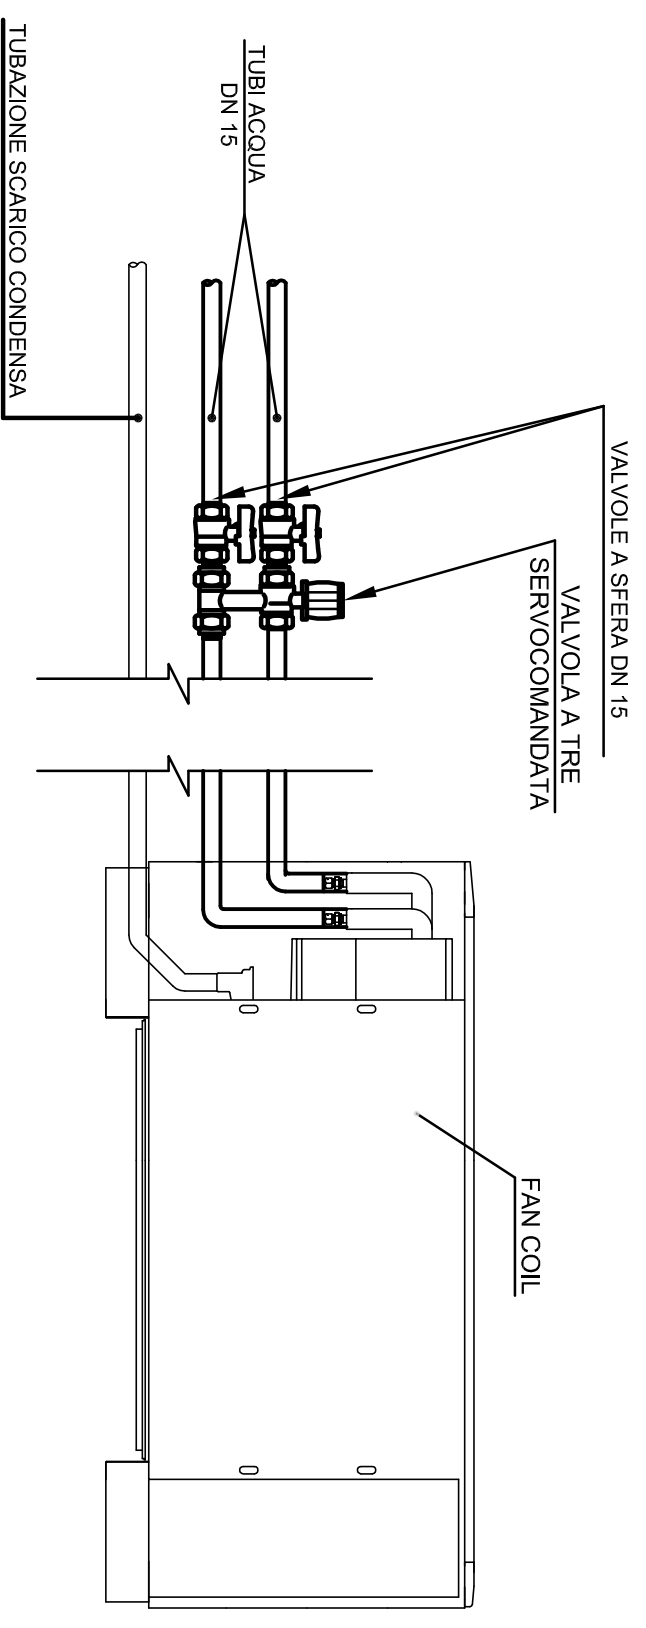 VALVOLE A SFERA DN 15
VALVOLA A TRE
SERVOCOMANDATA
FAN COIL
TUBI ACQUA
DN 15
TUBAZIONE SCARICO CONDENSA